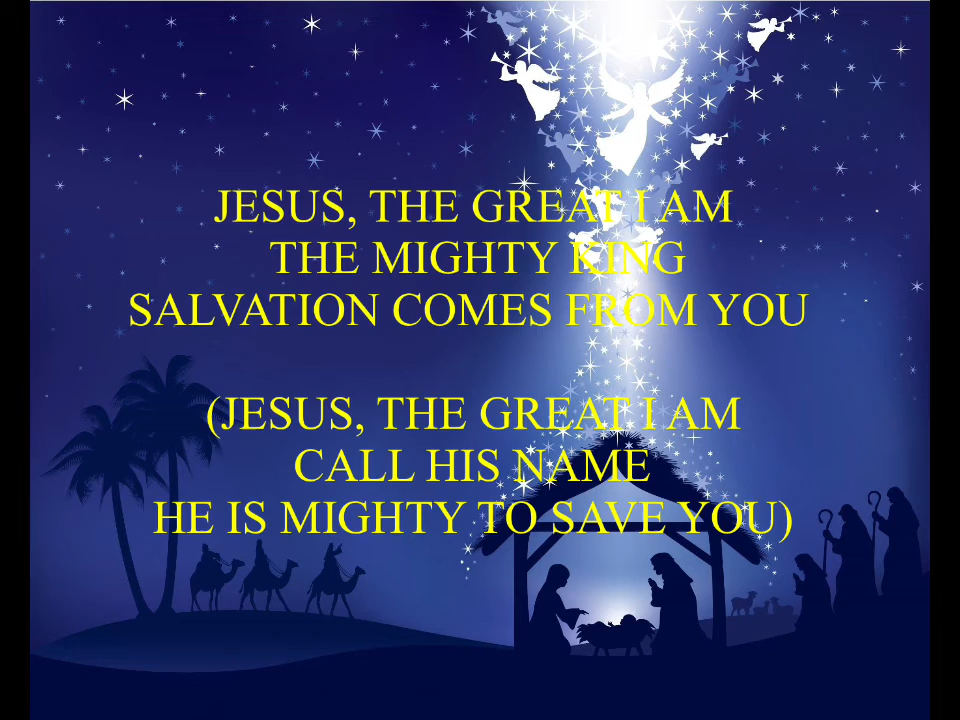 JESUS, THE GREAT I AM
THE MIGHTY KING
SALVATION COMES FROM YOU
(JESUS, THE GREAT I AM
CALL HIS NAME
HE IS MIGHTY TO SAVE YOU)